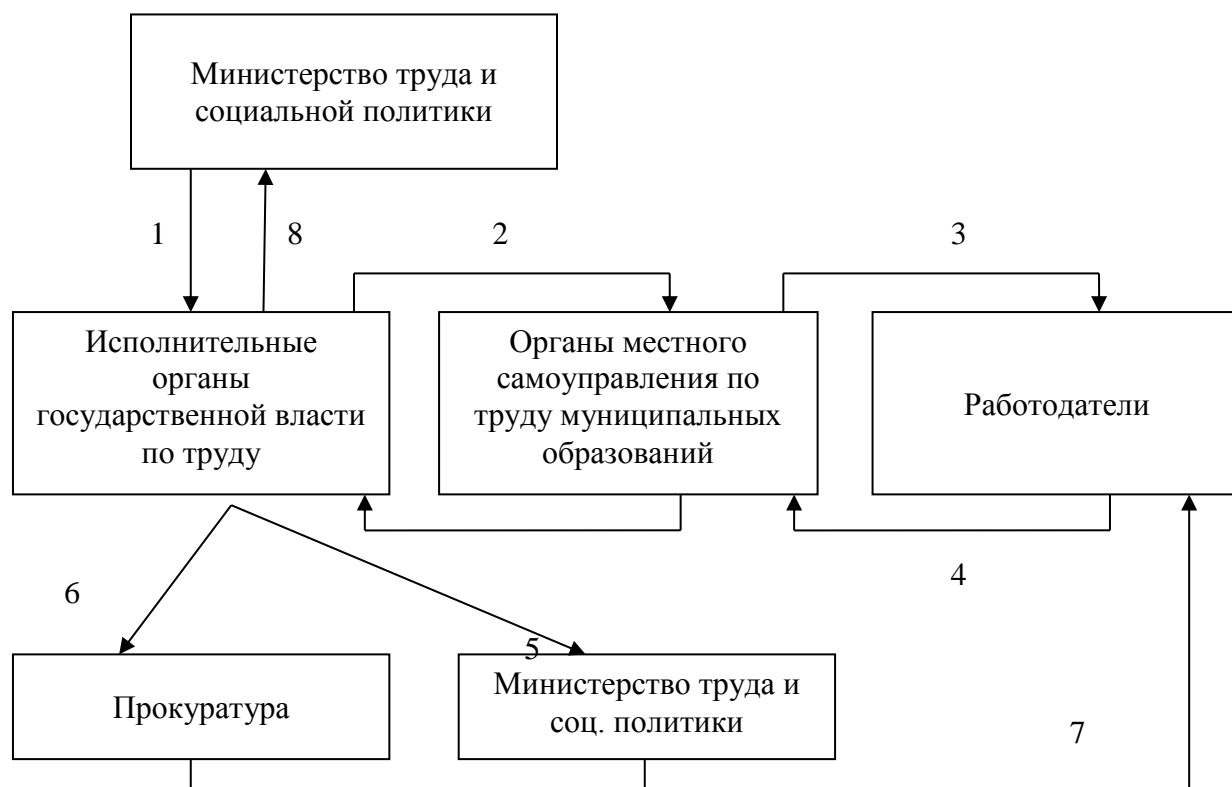 Министерство труда и
социальной политики
1
8
2
3
Исполнительные
органы
государственной власти
по труду
Органы местного
самоуправления по
труду муниципальных
образований
Работодатели
6
5
4
Прокуратура
Министерство труда и
соц. политики
7